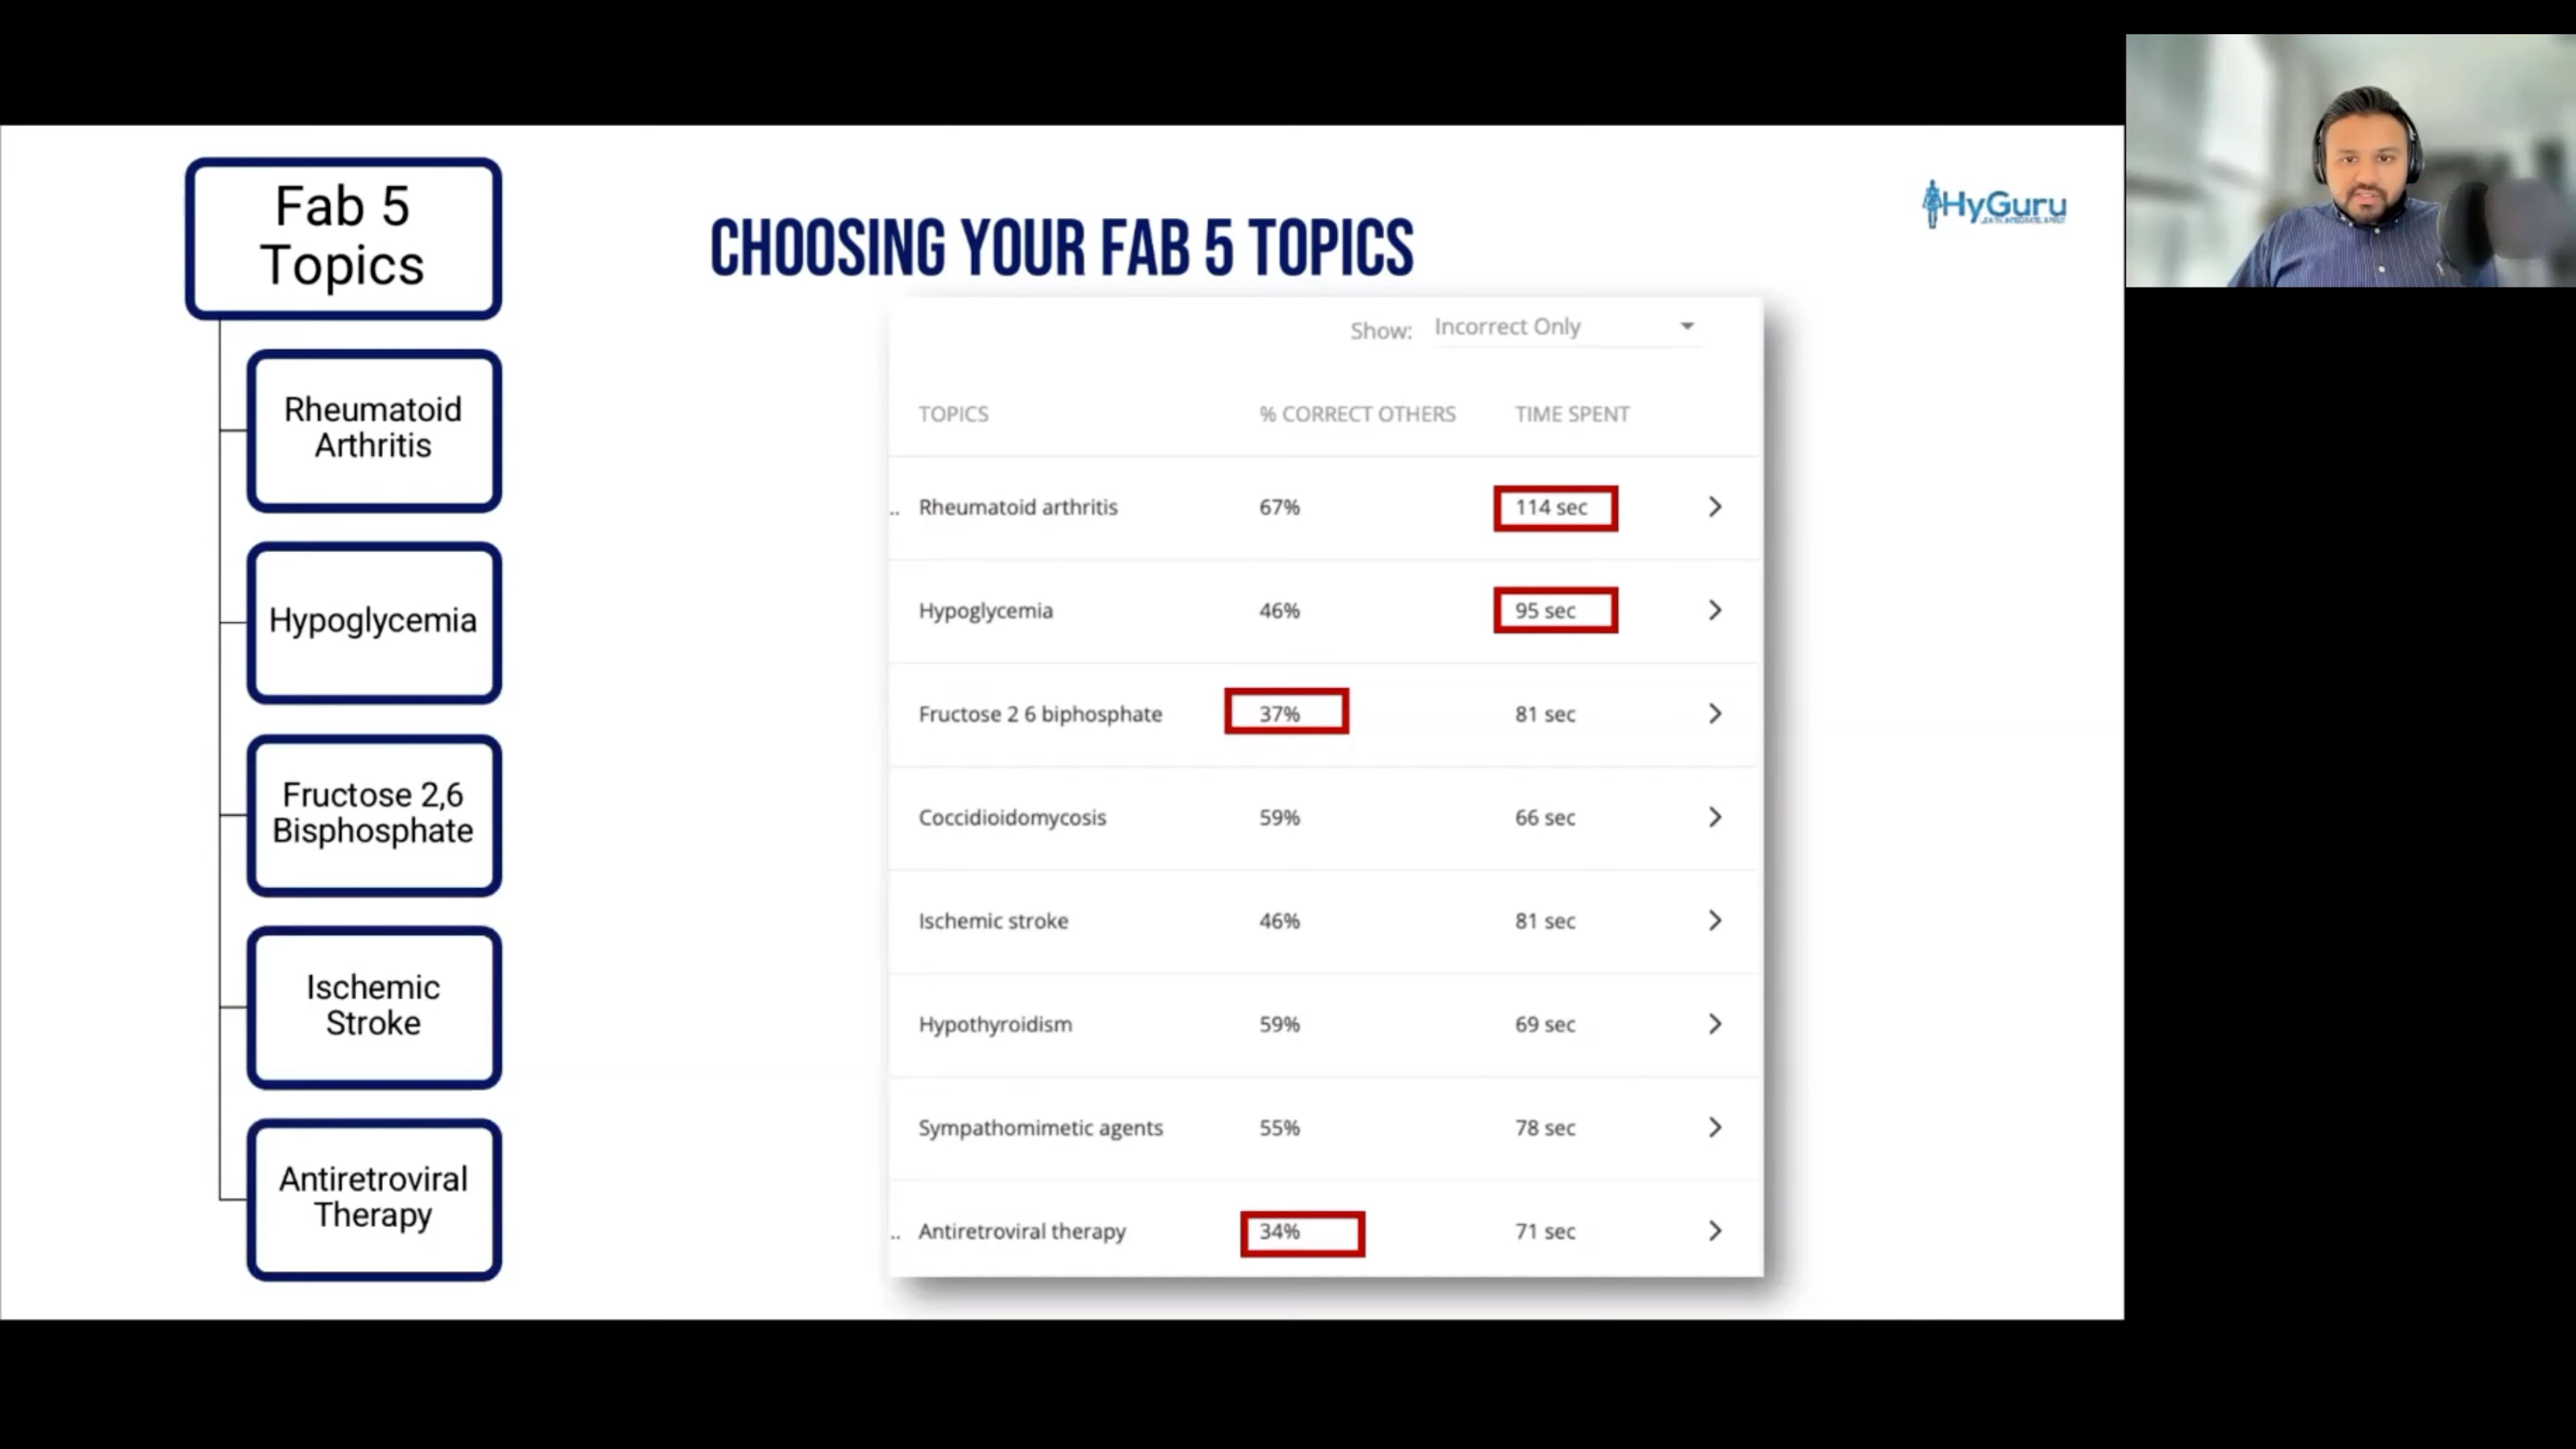 Fab 5
Topics
Rheumatoid
Arthritis
Hypoglycemia
Fructose 2,6
Bisphosphate
Ischemic
Stroke
Antiretroviral
Therapy
CHOOSING YOUR FAB 5 TOPICS
HyGuru
Show: Incorrect Only
TOPICS % CORRECT OTHERS TIME SPENT
.. Rheumatoid arthritis 67% 114 sec
Hypoglycemia 46% 95 sec
Fructose 2 6 biphosphate 37% 81 sec
Coccidioidomycosis 59% 66 sec
Ischemic stroke 46% 81 sec
Hypothyroidism 59% 69 sec
Sympathomimetic agents 55% 78 sec
.. Antiretroviral therapy 34% 71 sec